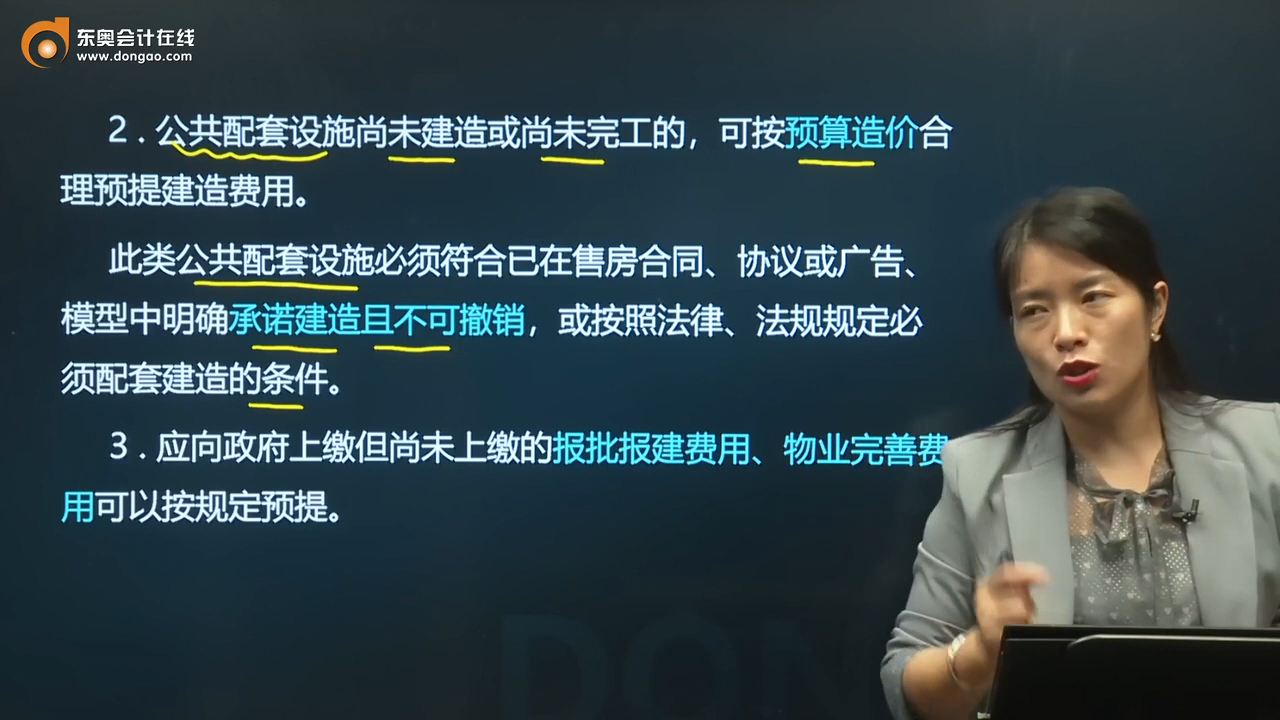 东奥会计在线
www.dongao.com
2．公共配套设施尚未建造或尚未完工的，可按预算造价合
理预提建造费用。
此类公共配套设施必须符合已在售房合同、协议或广告、
模型中明确承诺建造且不可撤销，或按照法律、法规规定必
须配套建造的条件。
3．应向政府上缴但尚未上缴的报批报建费用、物业完善费
用可以按规定预提。